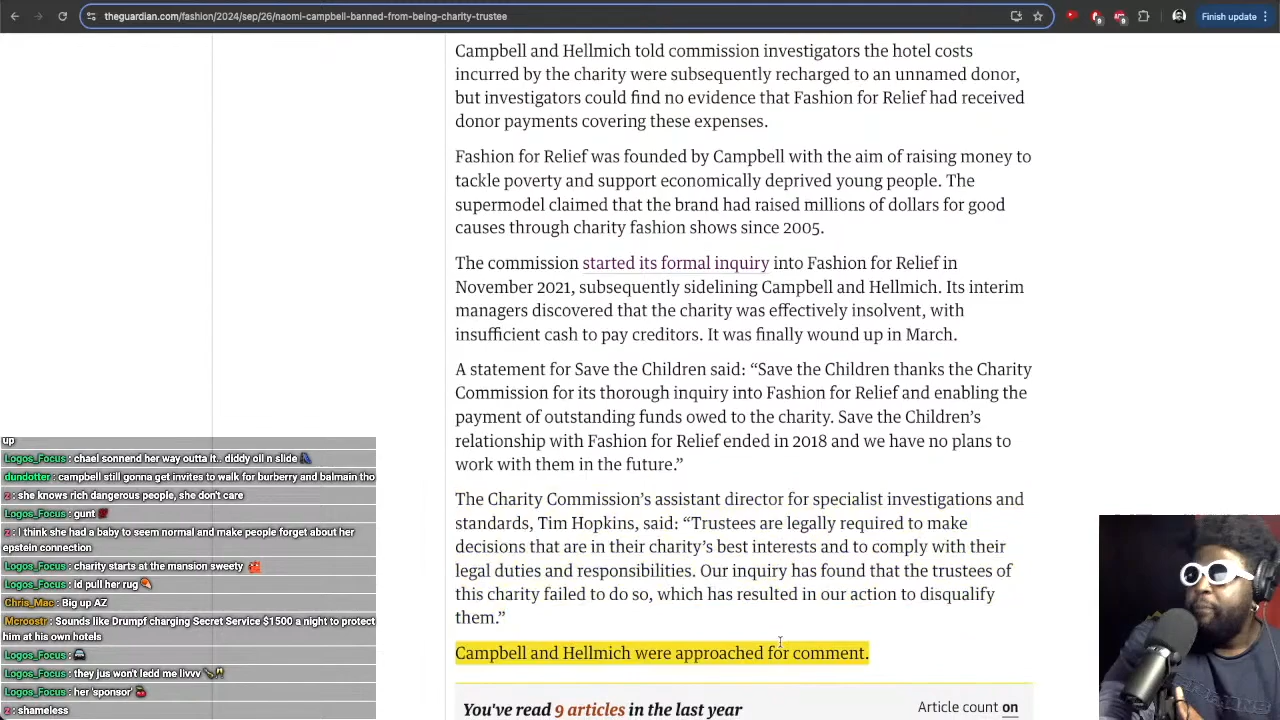 theguardian.com/fashion/2024/sep/26/naomi-campbell-banned-from-being-charity-trustee
Finish update
Campbell and Hellmich told commission investigators the hotel costs
incurred by the charity were subsequently recharged to an unnamed donor,
but investigators could find no evidence that Fashion for Relief had received
donor payments covering these expenses.
Fashion for Relief was founded by Campbell with the aim of raising money to
tackle poverty and support economically deprived young people. The
supermodel claimed that the brand had raised millions of dollars for good
causes through charity fashion shows since 2005.
The commission started its formal inquiry into Fashion for Relief in
November 2021, subsequently sidelining Campbell and Hellmich. Its interim
managers discovered that the charity was effectively insolvent, with
insufficient cash to pay creditors. It was finally wound up in March.
A statement for Save the Children said: “Save the Children thanks the Charity
Commission for its thorough inquiry into Fashion for Relief and enabling the
payment of outstanding funds owed to the charity. Save the Children’s
relationship with Fashion for Relief ended in 2018 and we have no plans to
work with them in the future.”
The Charity Commission’s assistant director for specialist investigations and
standards, Tim Hopkins, said: “Trustees are legally required to make
decisions that are in their charity’s best interests and to comply with their
legal duties and responsibilities. Our inquiry has found that the trustees of
this charity failed to do so, which has resulted in our action to disqualify
them.”
Campbell and Hellmich were approached for comment.
You've read 9 articles in the last year
Article count on
up
Logos_Focus : chael sonnend her way outta it.. diddy oil n slide
dundotter : campbell still gonna get invites to walk for burberry and balmain tho
z : she knows rich dangerous people, she don't care
Logos_Focus : gunt
z : I think she had a baby to seem normal and make people forget about her
epstein connection
Logos_Focus : charity starts at the mansion sweety
Logos_Focus : id pull her rug
Chris_Mac : Big up AZ
Mcroostr : Sounds like Drumpf charging Secret Service $1500 a night to protect
him at his own hotels
Logos_Focus :
Logos_Focus : they jus won't ledd me livvv
Logos_Focus : her 'sponsor'
z : shameless